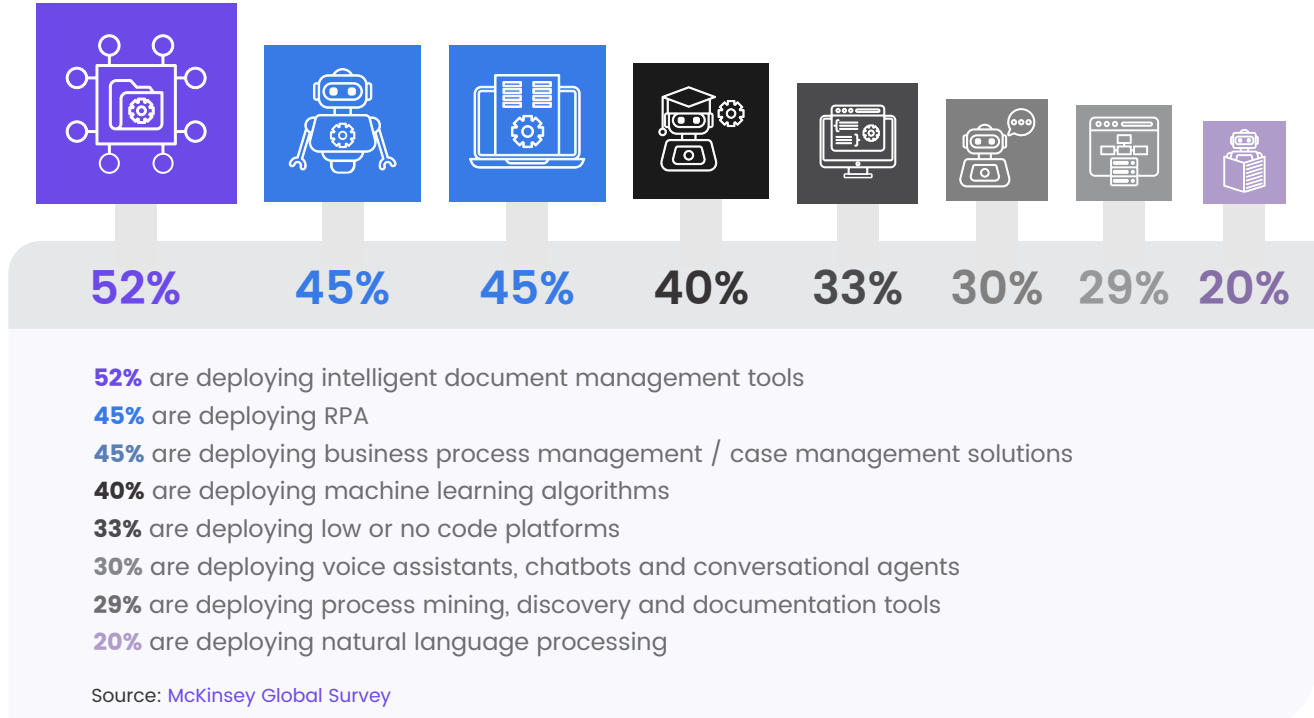 52% 45% 45% 40% 33% 30% 29% 20%
52% are deploying intelligent document management tools
45% are deploying RPA
45% are deploying business process management / case management solutions
40% are deploying machine learning algorithms
33% are deploying low or no code platforms
30% are deploying voice assistants, chatbots and conversational agents
29% are deploying process mining, discovery and documentation tools
20% are deploying natural language processing
Source: McKinsey Global Survey